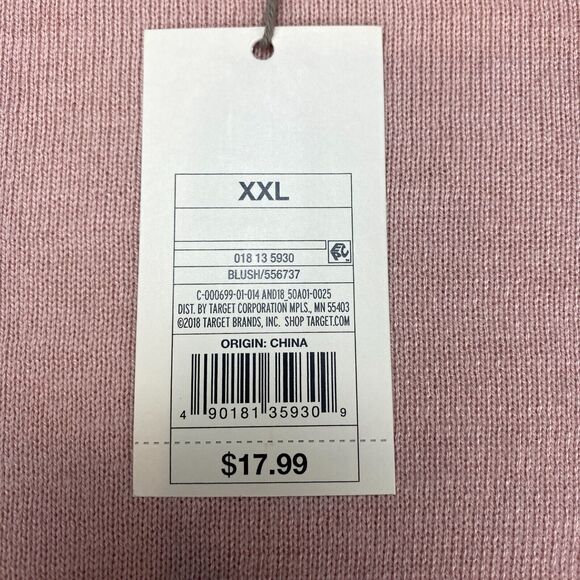 XXL
018 13 5930
EPC
BLUSH/556737
C-000699-01-014 AND18_50A01-0025
DIST. BY TARGET CORPORATION MPLS., MN 55403
©2018 TARGET BRANDS, INC. SHOP TARGET.COM
ORIGIN: CHINA
4 90181 35930 9
$17.99